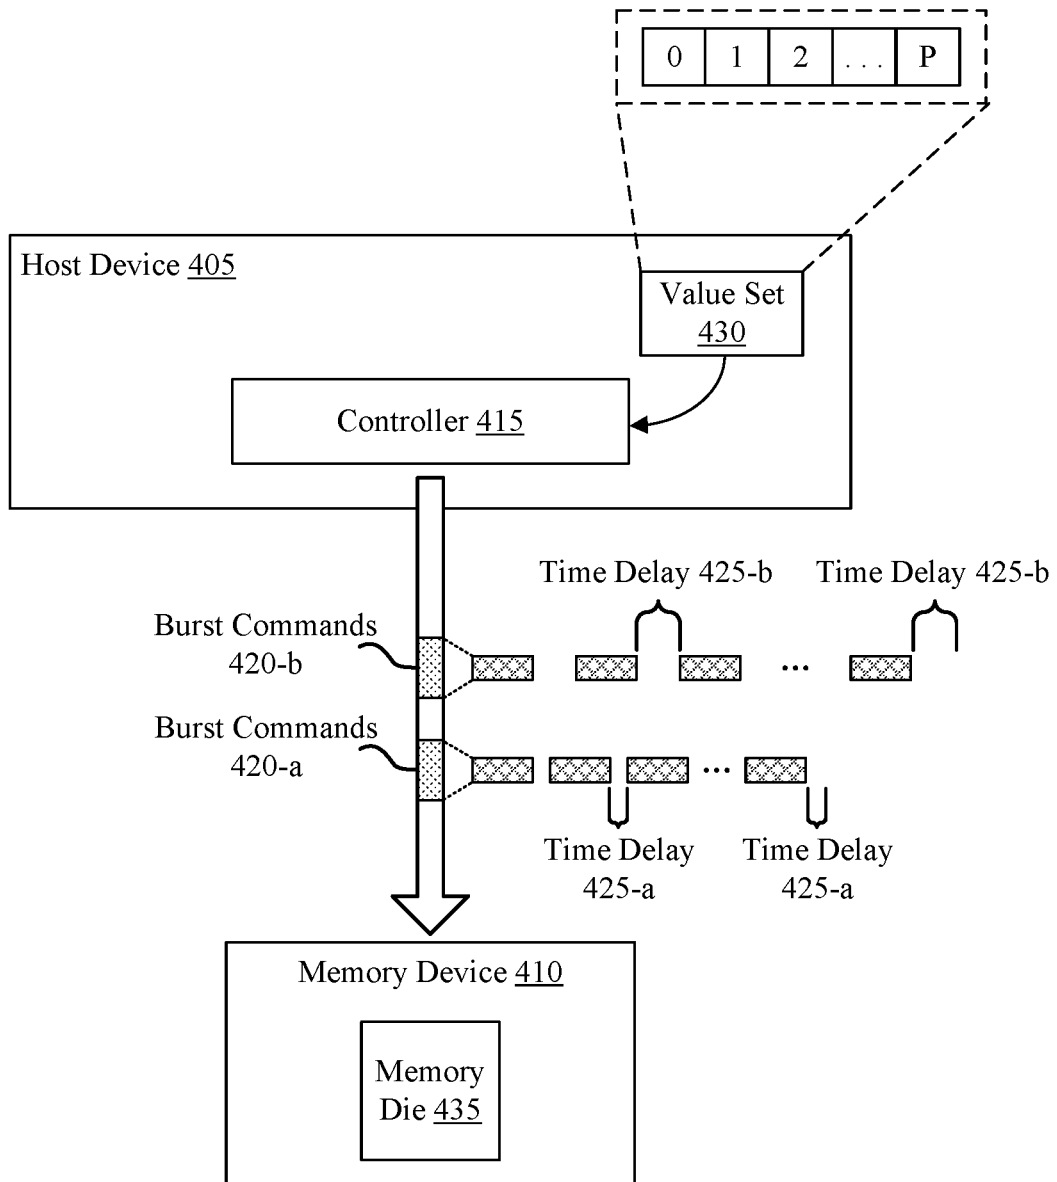 0 1 2 . . . P
Host Device 405
Value Set
430
Controller 415
Time Delay 425-b
Time Delay 425-b
Burst Commands
420-b
...
Burst Commands
420-a
...
Time Delay
425-a
Time Delay
425-a
Memory Device 410
Memory
Die 435